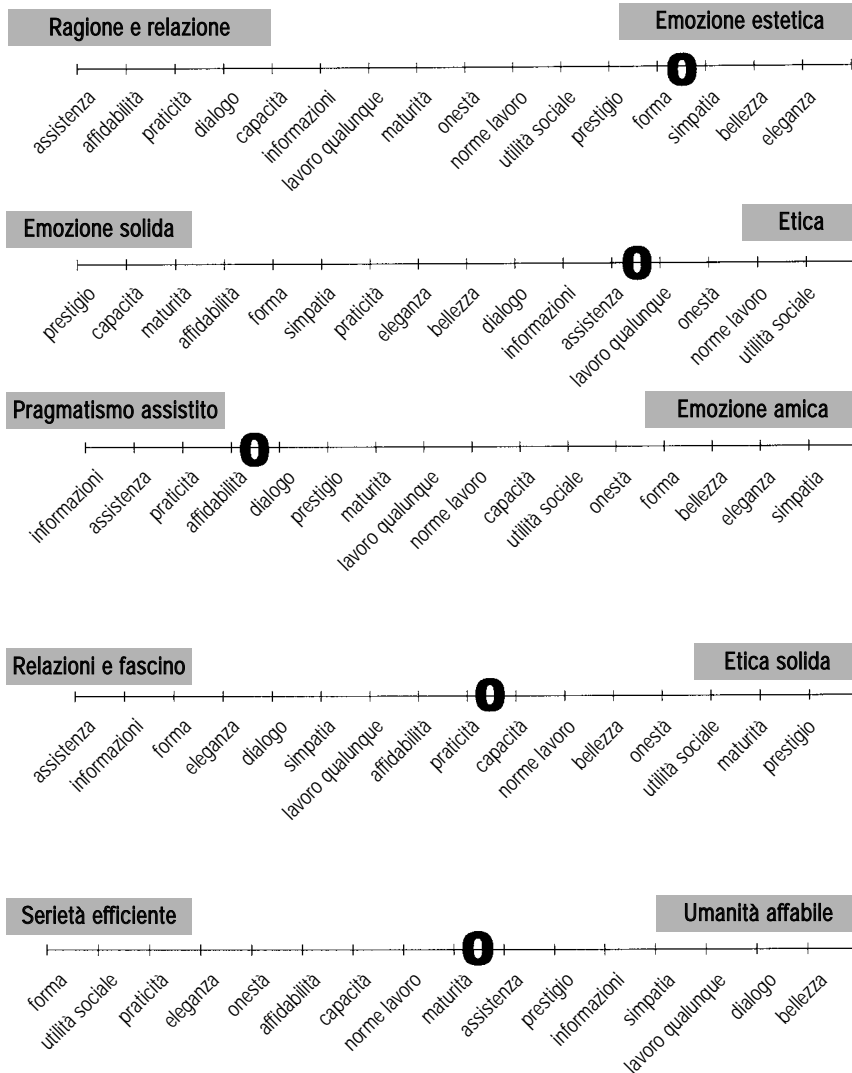 Ragione e relazione
Emozione estetica
0
assistenza
affidabilità
praticità
dialogo
capacità
informazioni
lavoro qualunque
maturità
onestà
norme lavoro
utilità sociale
prestigio
forma
simpatia
bellezza
eleganza
Emozione solida
Etica
0
prestigio
capacità
maturità
affidabilità
forma
simpatia
praticità
eleganza
bellezza
dialogo
informazioni
assistenza
lavoro qualunque
onestà
norme lavoro
utilità sociale
Pragmatismo assistito
Emozione amica
0
informazioni
assistenza
praticità
affidabilità
dialogo
prestigio
maturità
lavoro qualunque
norme lavoro
capacità
utilità sociale
onestà
forma
bellezza
eleganza
simpatia
Relazioni e fascino
Etica solida
0
assistenza
informazioni
forma
eleganza
dialogo
simpatia
lavoro qualunque
affidabilità
praticità
capacità
norme lavoro
bellezza
onestà
utilità sociale
maturità
prestigio
Serietà efficiente
Umanità affabile
0
forma
utilità sociale
praticità
eleganza
onestà
affidabilità
capacità
norme lavoro
maturità
assistenza
prestigio
informazioni
simpatia
lavoro qualunque
dialogo
bellezza